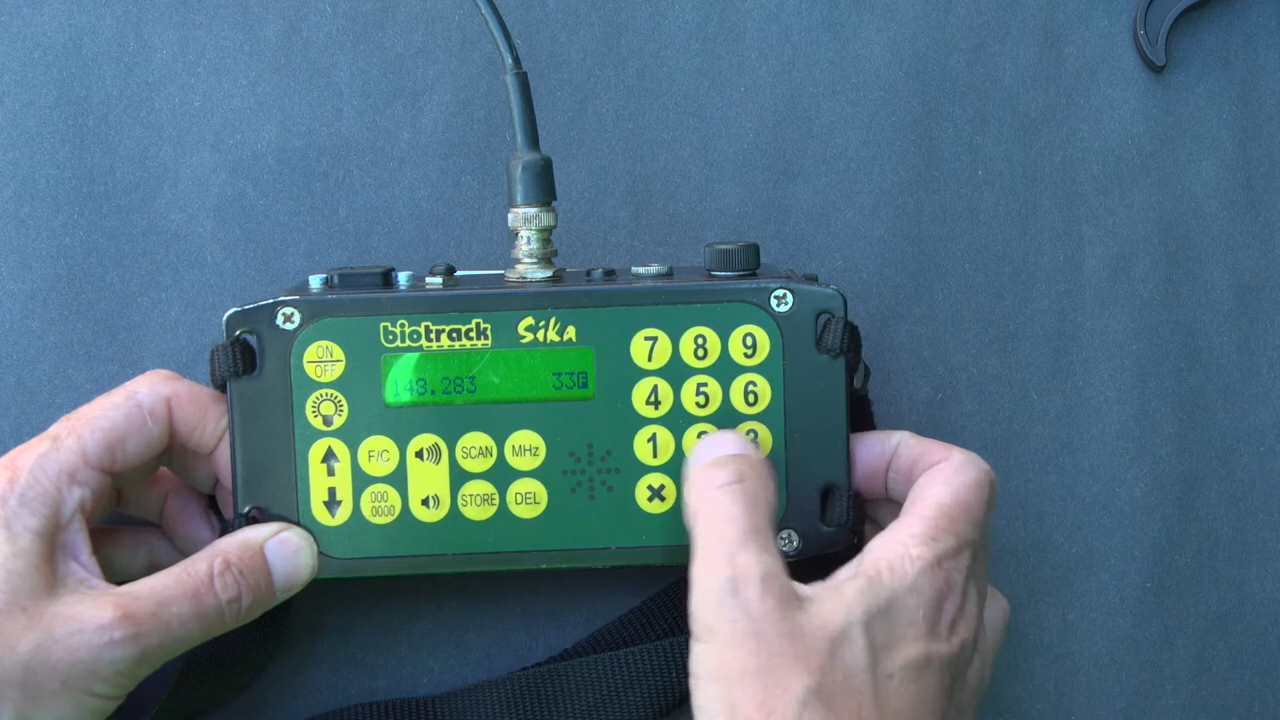 biotrack Sika
ON
OFF
148.283 33F
7 8 9
4 5 6
F/C SCAN MHz
1
.000
.0000 STORE DEL
X